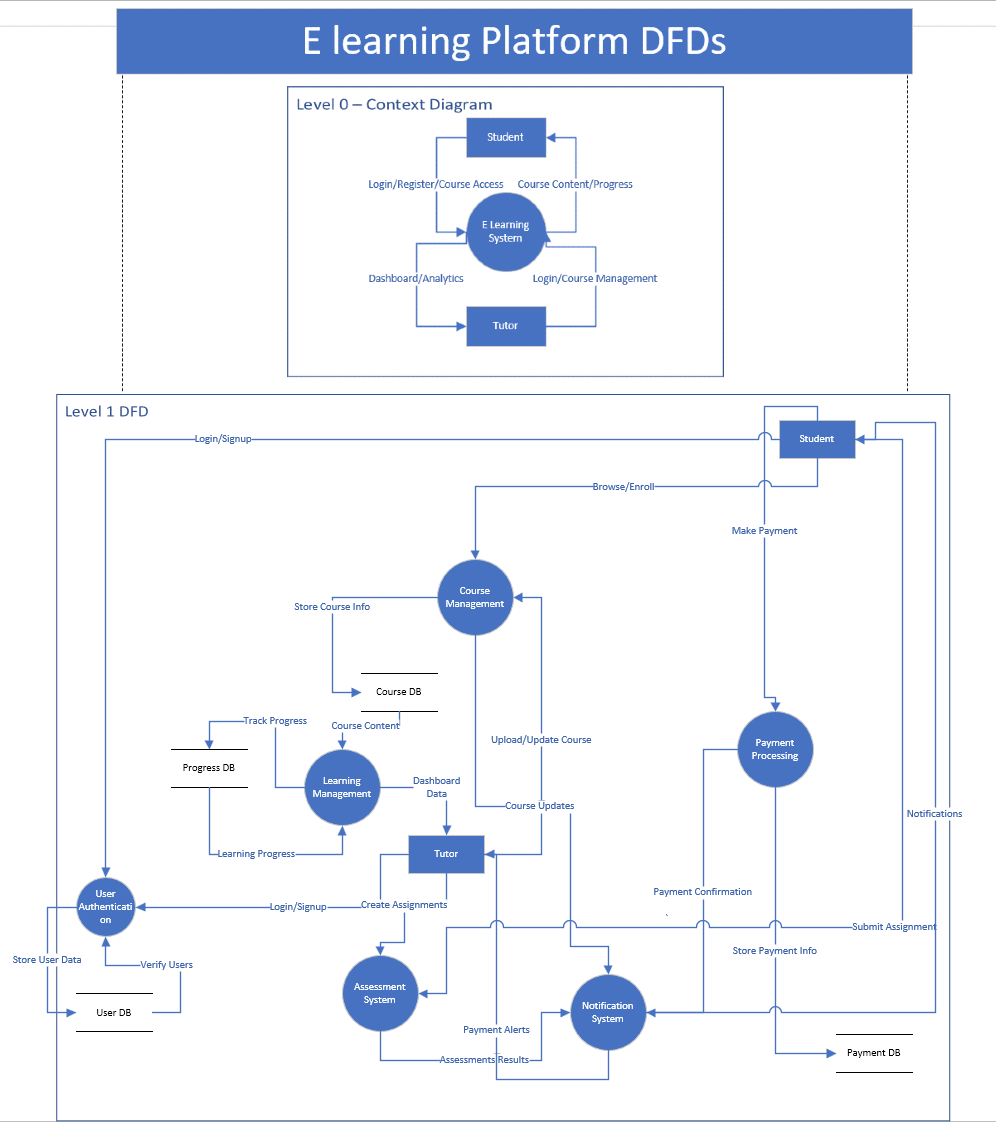 E learning Platform DFDs
Level 0 – Context Diagram
Student
Login/Register/Course Access
Course Content/Progress
E Learning
System
Dashboard/Analytics
Login/Course Management
Tutor
Level 1 DFD
Student
Login/Signup
Browse/Enroll
Make Payment
Course
Management
Store Course Info
Course DB
Track Progress
Course Content
Upload/Update Course
Payment
Processing
Progress DB
Learning
Management
Dashboard
Data
Course Updates
Notifications
Learning Progress
Tutor
Payment Confirmation
User
Authenticati
on
Login/Signup
Create Assignments
Submit Assignment
Store User Data
Verify Users
Store Payment Info
Assessment
System
Notification
System
User DB
Payment Alerts
Assessments Results
Payment DB